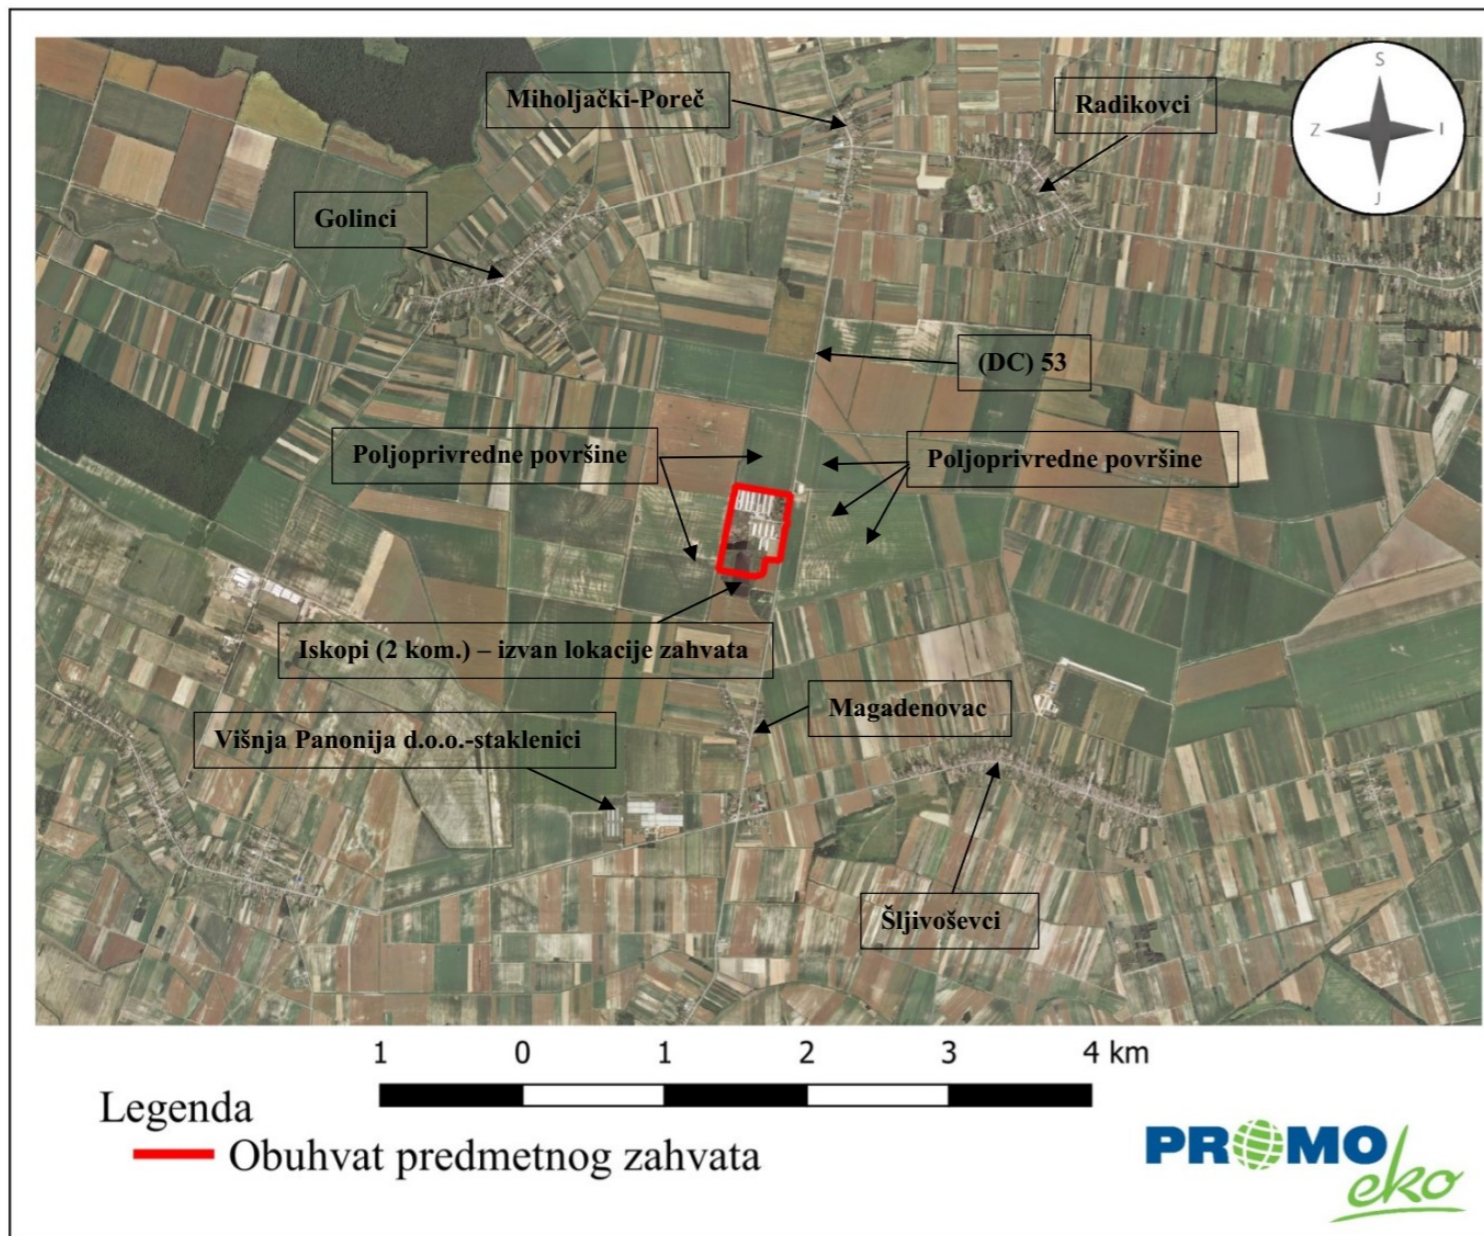 Miholjački-Poreč
Radikovci
S
Z
I
J
Golinci
(DC) 53
Poljoprivredne površine
Poljoprivredne površine
Iskopi (2 kom.) – izvan lokacije zahvata
Magadenovac
Višnja Panonija d.o.o.-staklenici
Šljivoševci
1 0 1 2 3 4 km
Legenda
Obuhvat predmetnog zahvata
PROMO
eko